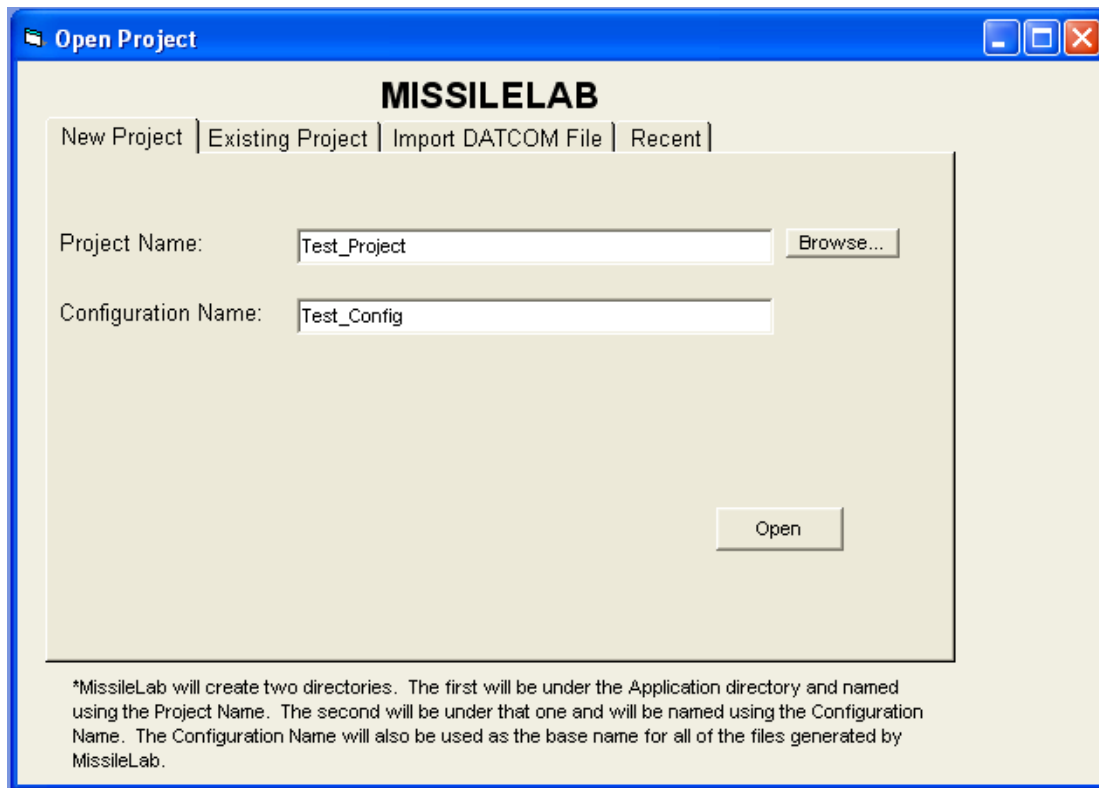 Open Project
MISSILELAB
New Project Existing Project Import DATCOM File Recent
Project Name: Test_Project Browse...
Configuration Name: Test_Config
Open
*MissileLab will create two directories. The first will be under the Application directory and named
using the Project Name. The second will be under that one and will be named using the Configuration
Name. The Configuration Name will also be used as the base name for all of the files generated by
MissileLab.